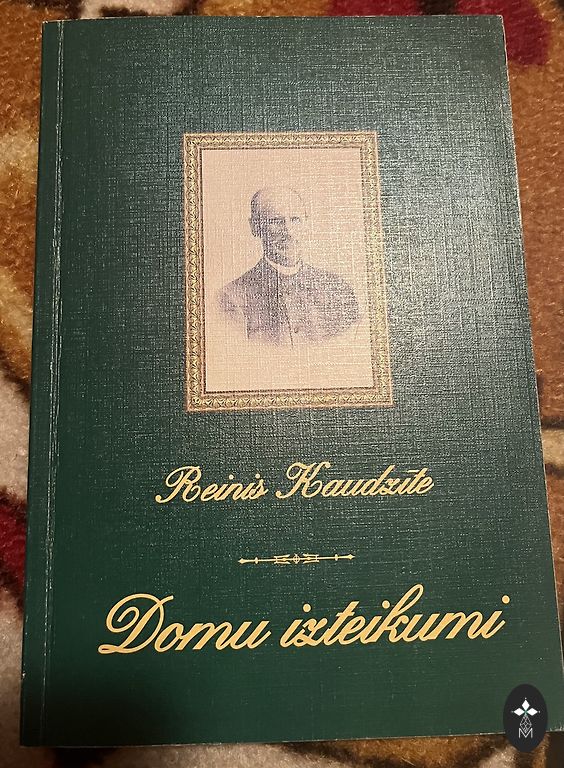 Reinis Kaudzīte
Domu izteikumi
M